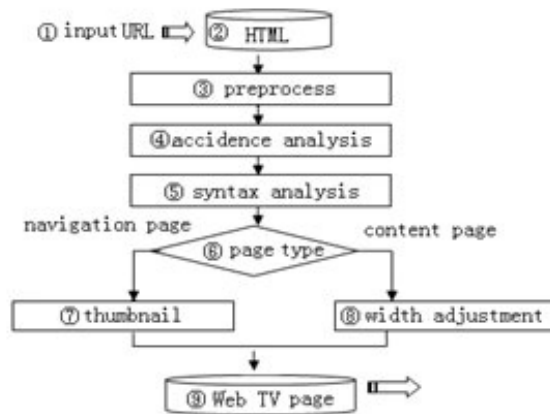 ① input URL
② HTML
③ preprocess
④accidence analysis
⑤ syntax analysis
navigation page
content page
⑥ page type
⑦ thumbnail
⑧ width adjustment
⑨ Web TV page